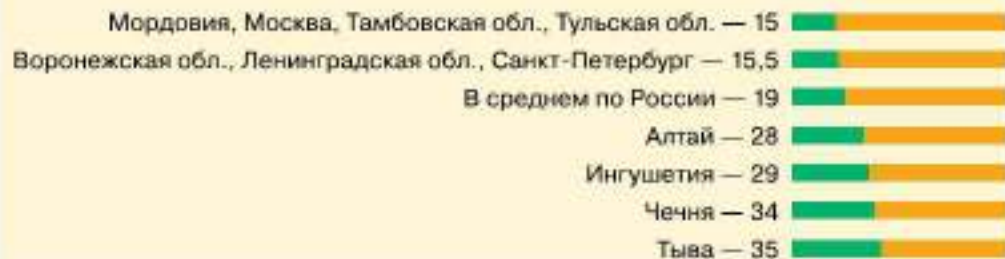 Мордовия, Москва, Тамбовская обл., Тульская обл. — 15
Воронежская обл., Ленинградская обл., Санкт-Петербург — 15,5
В среднем по России — 19
Алтай — 28
Ингушетия — 29
Чечня — 34
Тыва — 35